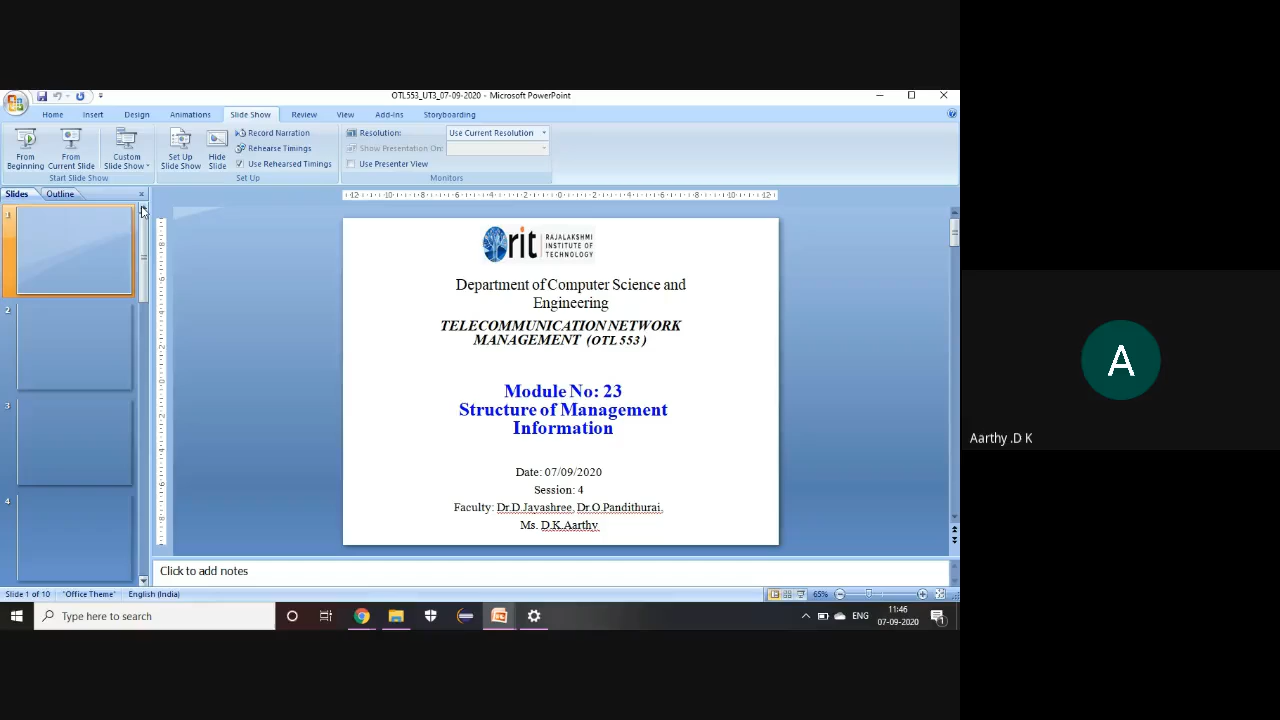 OTL553_UT3_07-09-2020 - Microsoft PowerPoint
Home Insert Design Animations Slide Show Review View Add-Ins Storyboarding
From Beginning
From Current Slide
Custom Slide Show
Start Slide Show
Set Up Slide Show
Hide Slide
Record Narration
Rehearse Timings
Use Rehearsed Timings
Set Up
Resolution: Use Current Resolution
Show Presentation On:
Use Presenter View
Monitors
Slides Outline
1
2
3
4
rit RAJALAKSHMI
INSTITUTE OF
TECHNOLOGY
Department of Computer Science and
Engineering
TELECOMMUNICATION NETWORK
MANAGEMENT (OTL 553)
Module No: 23
Structure of Management
Information
Date: 07/09/2020
Session: 4
Faculty: Dr.D.Jayashree, Dr.O.Pandithurai,
Ms. D.K.Aarthy
Click to add notes
Slide 1 of 10 "Office Theme" English (India) 65%
Type here to search
ENG
11:46
07-09-2020
1
A
Aarthy .D K